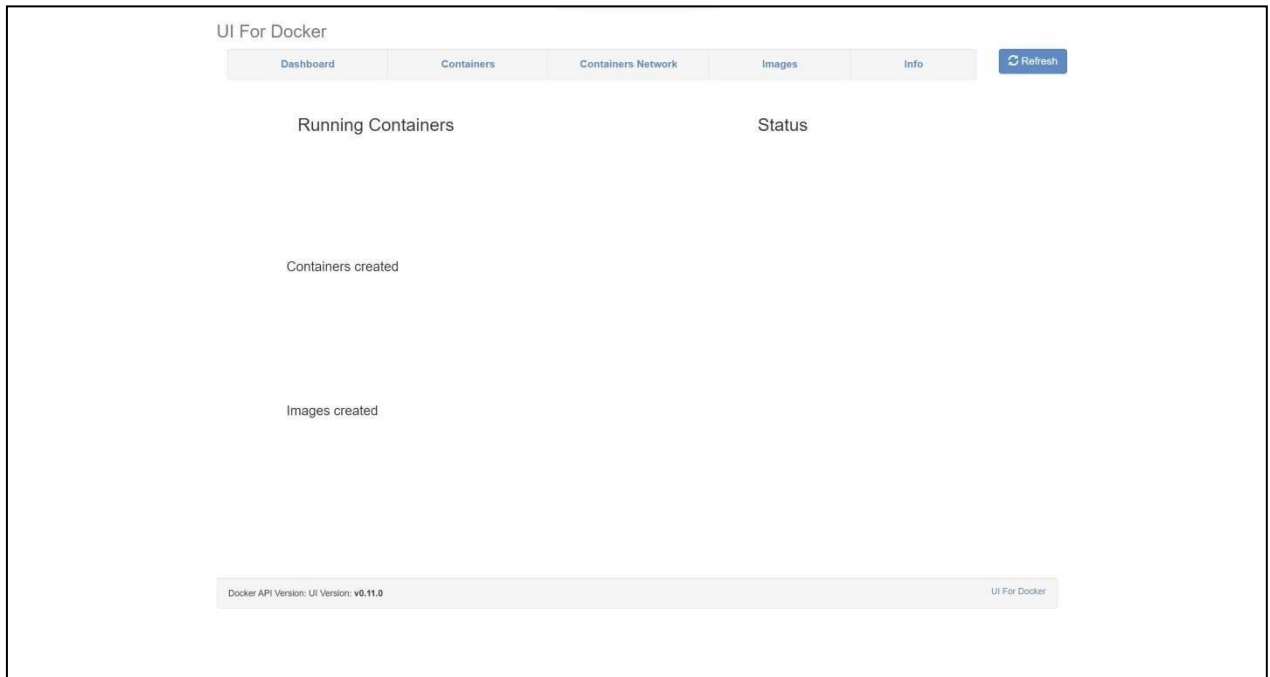 UI For Docker
Dashboard Containers Containers Network Images Info Refresh
Running Containers Status
Containers created
Images created
Docker API Version: UI Version: v0.11.0 UI For Docker